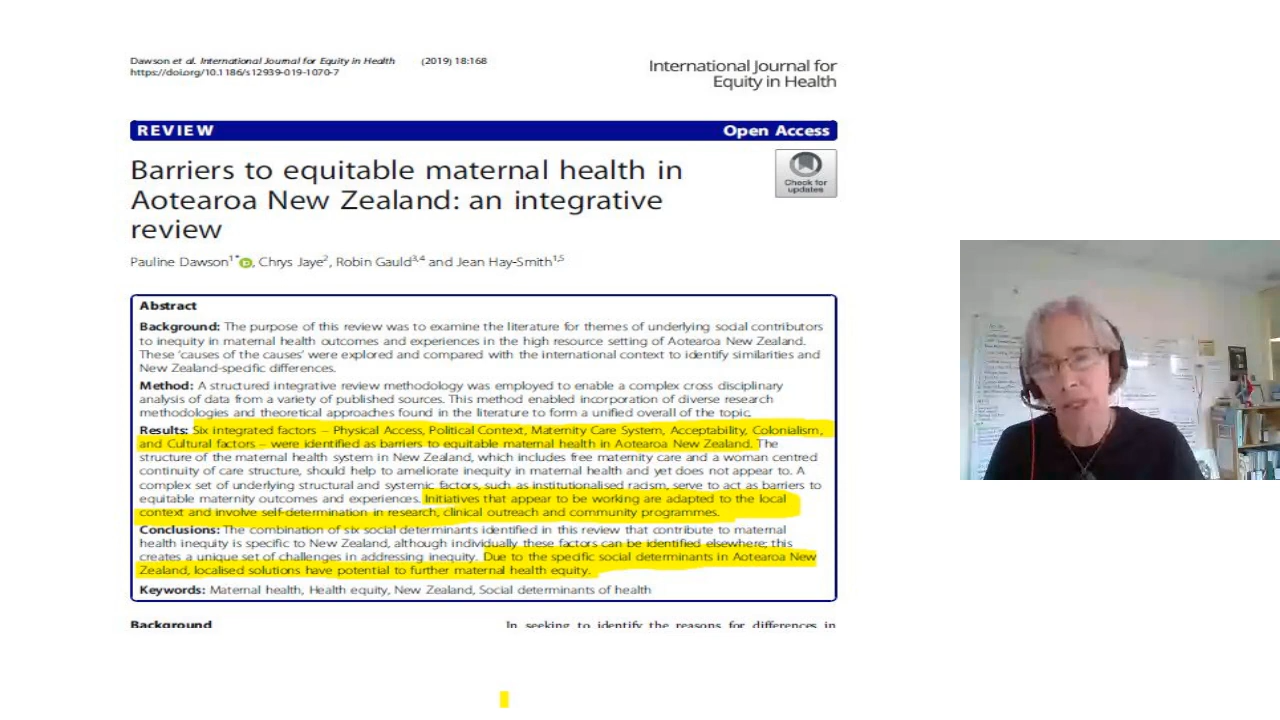 Dawson et al. International Journal for Equity in Health (2019) 18:168
https://doi.org/10.1186/s12939-019-1070-7
International Journal for
Equity in Health
REVIEW Open Access
Barriers to equitable maternal health in
Aotearoa New Zealand: an integrative
review
Check for
updates
Pauline Dawson1*, Chrys Jaye2, Robin Gauld3,4 and Jean Hay-Smith1,5
Abstract
Background: The purpose of this review was to examine the literature for themes of underlying social contributors
to inequity in maternal health outcomes and experiences in the high resource setting of Aotearoa New Zealand.
These 'causes of the causes' were explored and compared with the international context to identify similarities and
New Zealand-specific differences.
Method: A structured integrative review methodology was employed to enable a complex cross disciplinary
analysis of data from a variety of published sources. This method enabled incorporation of diverse research
methodologies and theoretical approaches found in the literature to form a unified overall of the topic.
Results: Six integrated factors – Physical Access, Political Context, Maternity Care System, Acceptability, Colonialism,
and Cultural factors – were identified as barriers to equitable maternal health in Aotearoa New Zealand. The
structure of the maternal health system in New Zealand, which includes free maternity care and a woman centred
continuity of care structure, should help to ameliorate inequity in maternal health and yet does not appear to. A
complex set of underlying structural and systemic factors, such as institutionalised racism, serve to act as barriers to
equitable maternity outcomes and experiences. Initiatives that appear to be working are adapted to the local
context and involve self-determination in research, clinical outreach and community programmes.
Conclusions: The combination of six social determinants identified in this review that contribute to maternal
health inequity is specific to New Zealand, although individually these factors can be identified elsewhere; this
creates a unique set of challenges in addressing inequity. Due to the specific social determinants in Aotearoa New
Zealand, localised solutions have potential to further maternal health equity.
Keywords: Maternal health, Health equity, New Zealand, Social determinants of health
Background In seeking to identify the reasons for differences in